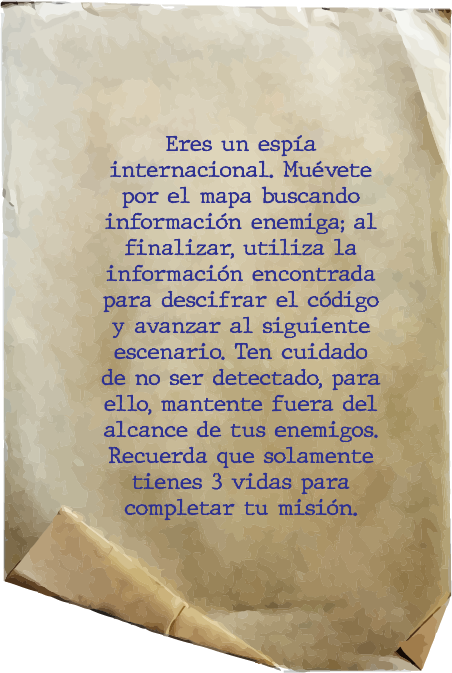 Eres un espía
internacional. Muévete
por el mapa buscando
información enemiga; al
finalizar, utiliza la
información encontrada
para descifrar el código
y avanzar al siguiente
escenario. Ten cuidado
de no ser detectado, para
ello, mantente fuera del
alcance de tus enemigos.
Recuerda que solamente
tienes 3 vidas para
completar tu misión.